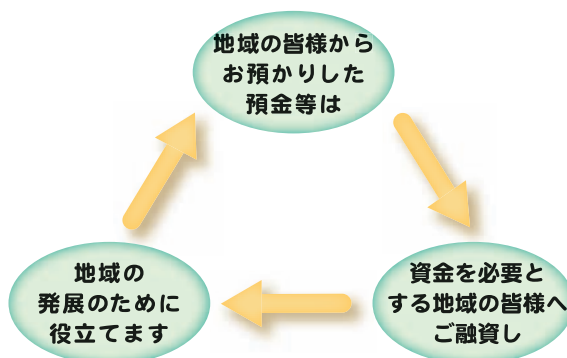 地域の皆様から
お預かりした
預金等は
資金を必要と
する地域の皆様へ
ご融資し
地域の
発展のために
役立てます